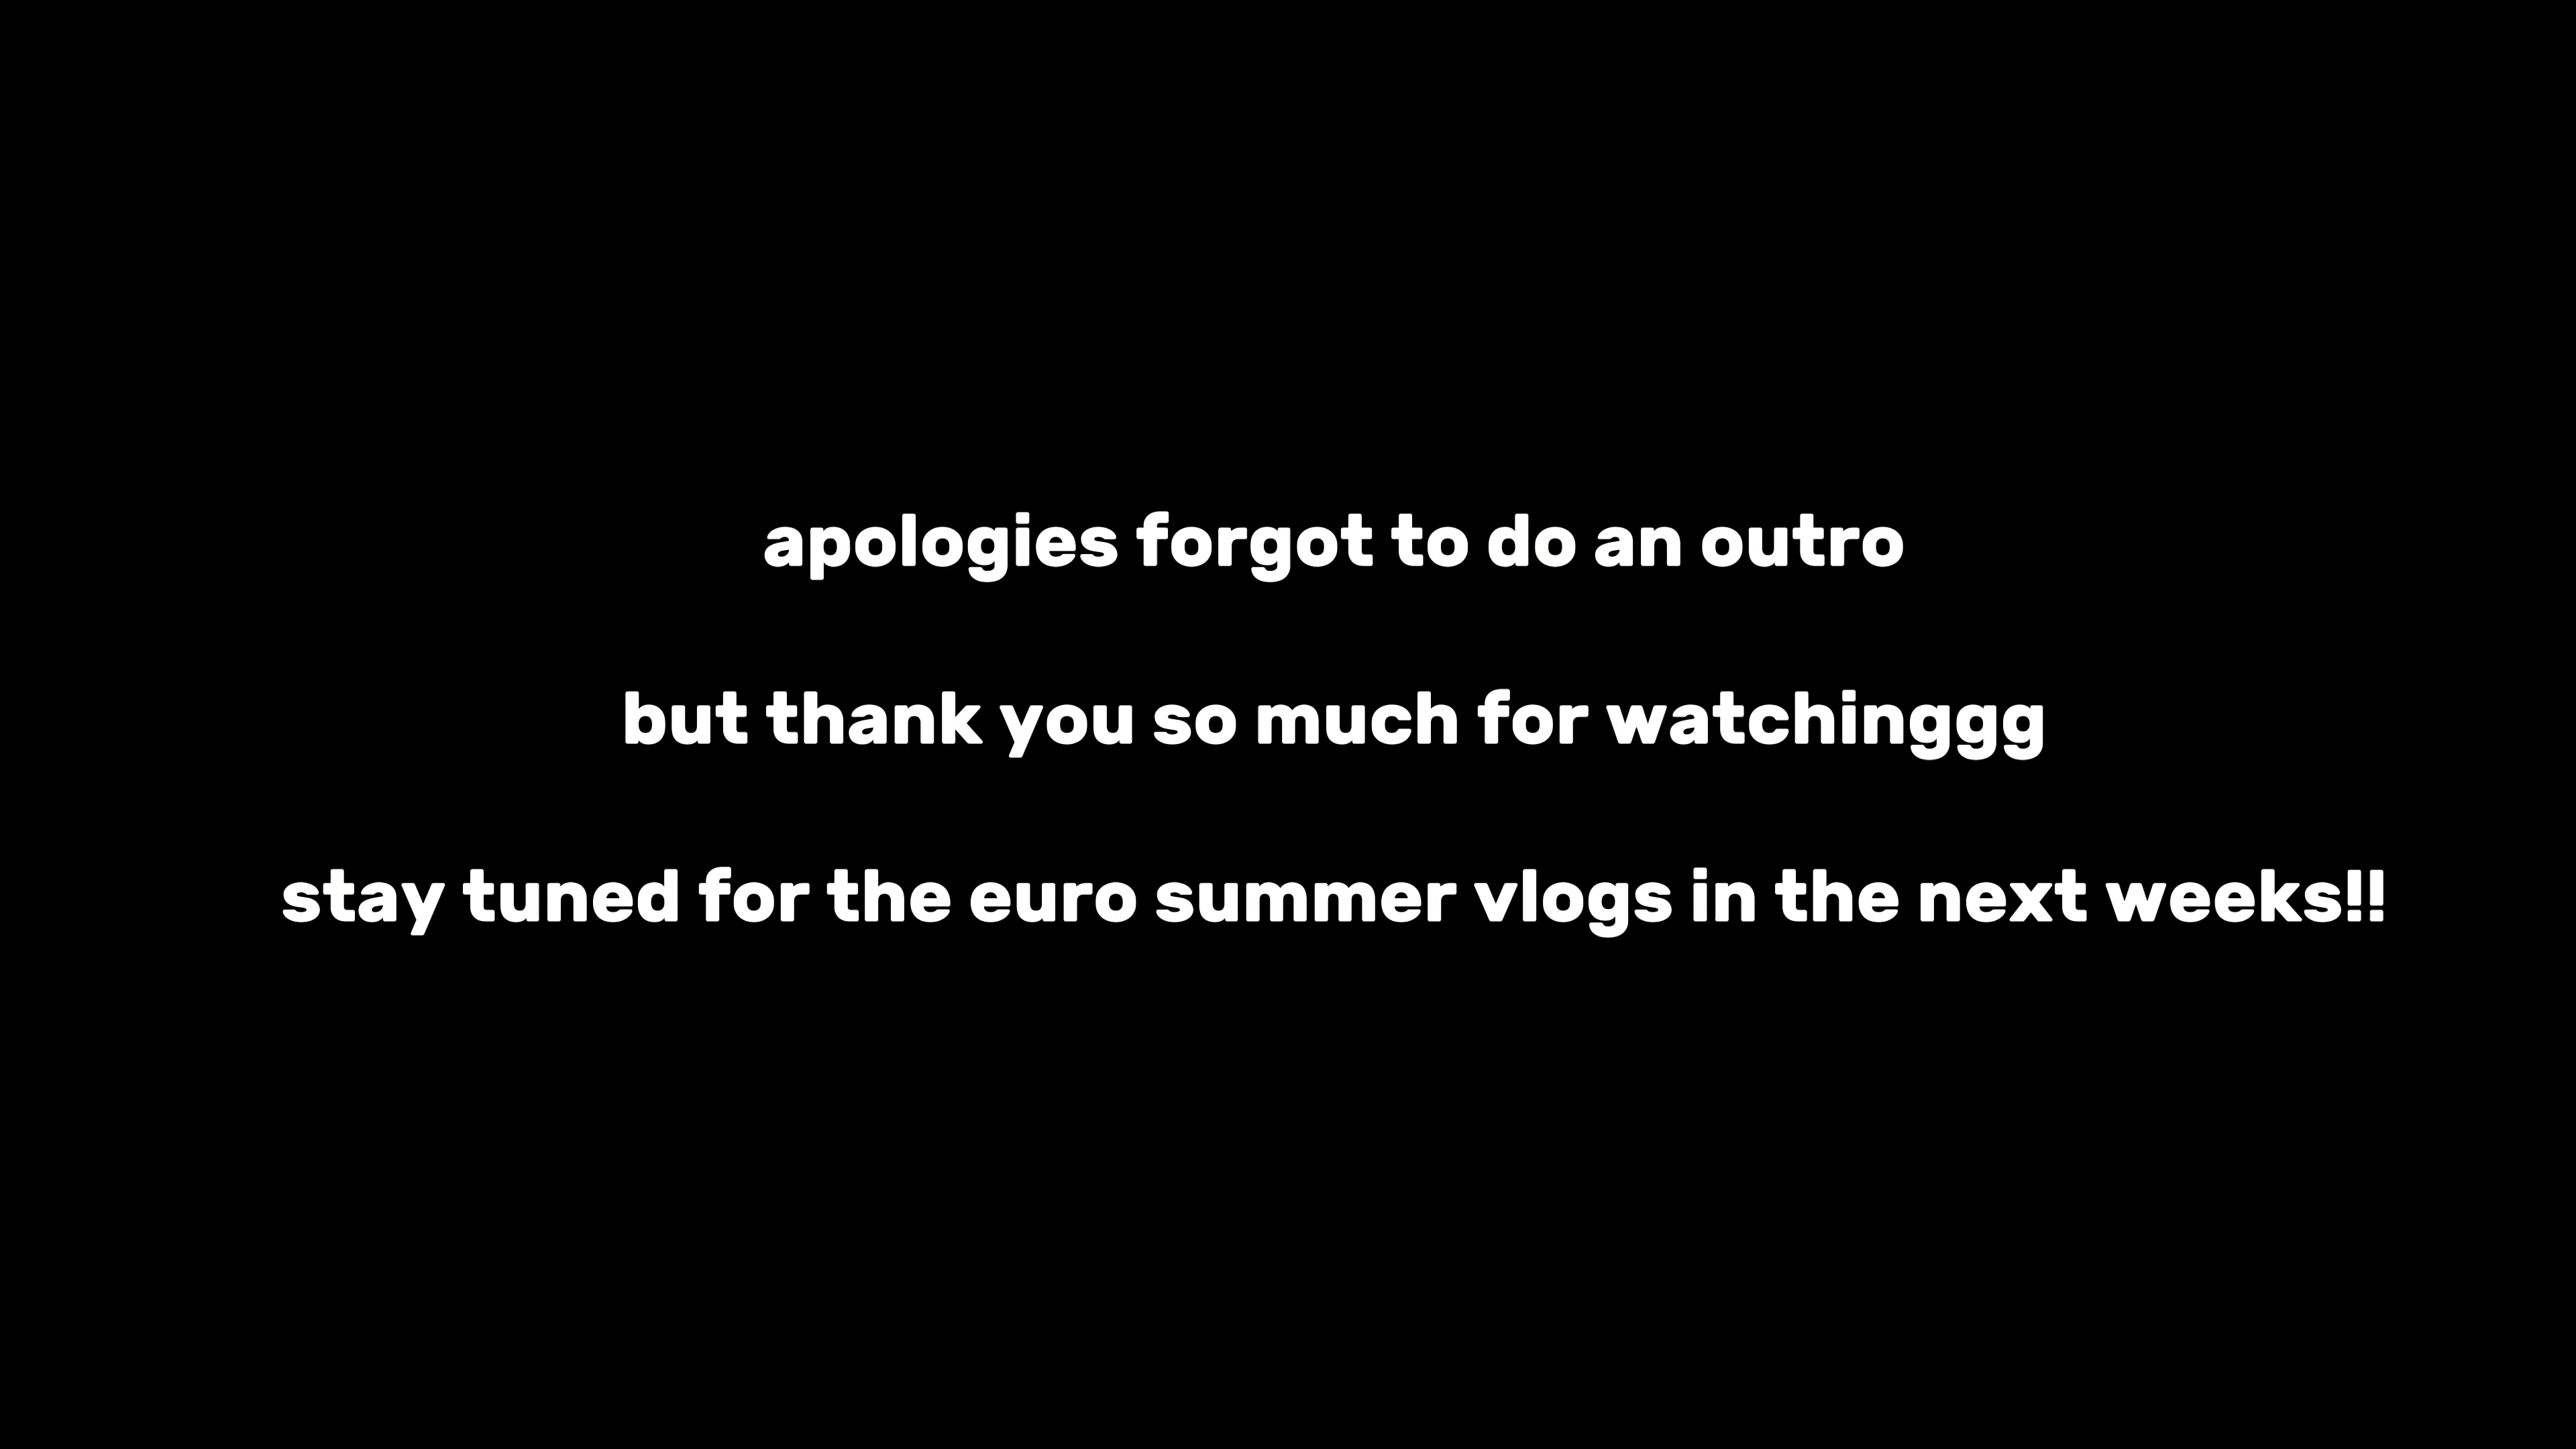 apologies forgot to do an outro
but thank you so much for watchinggg
stay tuned for the euro summer vlogs in the next weeks!!